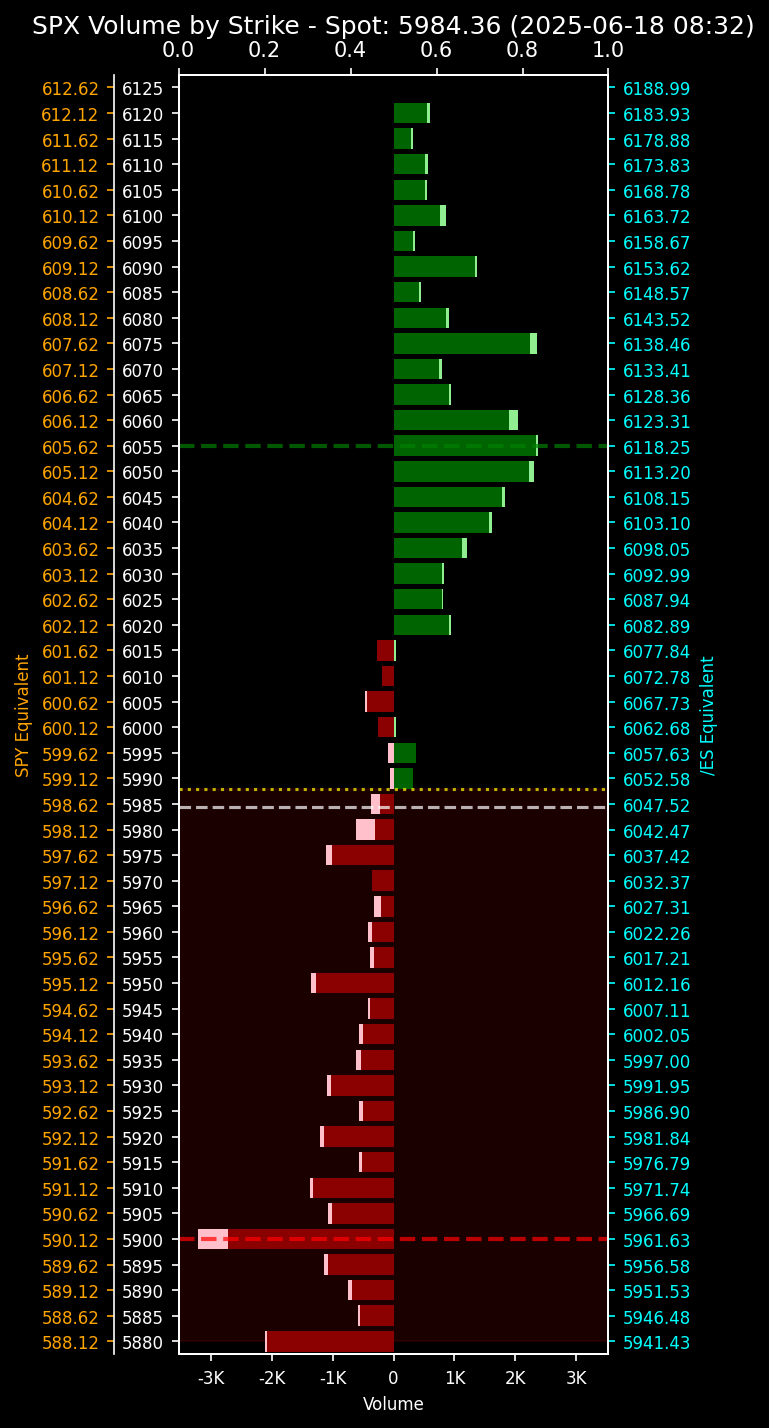 SPX Volume by Strike - Spot: 5984.36 (2025-06-18 08:32)
0.0 0.2 0.4 0.6 0.8 1.0
612.62 6125 6188.99
612.12 6120 6183.93
611.62 6115 6178.88
611.12 6110 6173.83
610.62 6105 6168.78
610.12 6100 6163.72
609.62 6095 6158.67
609.12 6090 6153.62
608.62 6085 6148.57
608.12 6080 6143.52
607.62 6075 6138.46
607.12 6070 6133.41
606.62 6065 6128.36
606.12 6060 6123.31
605.62 6055 6118.25
605.12 6050 6113.20
604.62 6045 6108.15
604.12 6040 6103.10
603.62 6035 6098.05
603.12 6030 6092.99
602.62 6025 6087.94
602.12 6020 6082.89
601.62 6015 6077.84
601.12 6010 6072.78
600.62 6005 6067.73
600.12 6000 6062.68
599.62 5995 6057.63
599.12 5990 6052.58
598.62 5985 6047.52
598.12 5980 6042.47
597.62 5975 6037.42
597.12 5970 6032.37
596.62 5965 6027.31
596.12 5960 6022.26
595.62 5955 6017.21
595.12 5950 6012.16
594.62 5945 6007.11
594.12 5940 6002.05
593.62 5935 5997.00
593.12 5930 5991.95
592.62 5925 5986.90
592.12 5920 5981.84
591.62 5915 5976.79
591.12 5910 5971.74
590.62 5905 5966.69
590.12 5900 5961.63
589.62 5895 5956.58
589.12 5890 5951.53
588.62 5885 5946.48
588.12 5880 5941.43
SPY Equivalent
/ES Equivalent
-3K -2K -1K 0 1K 2K 3K
Volume